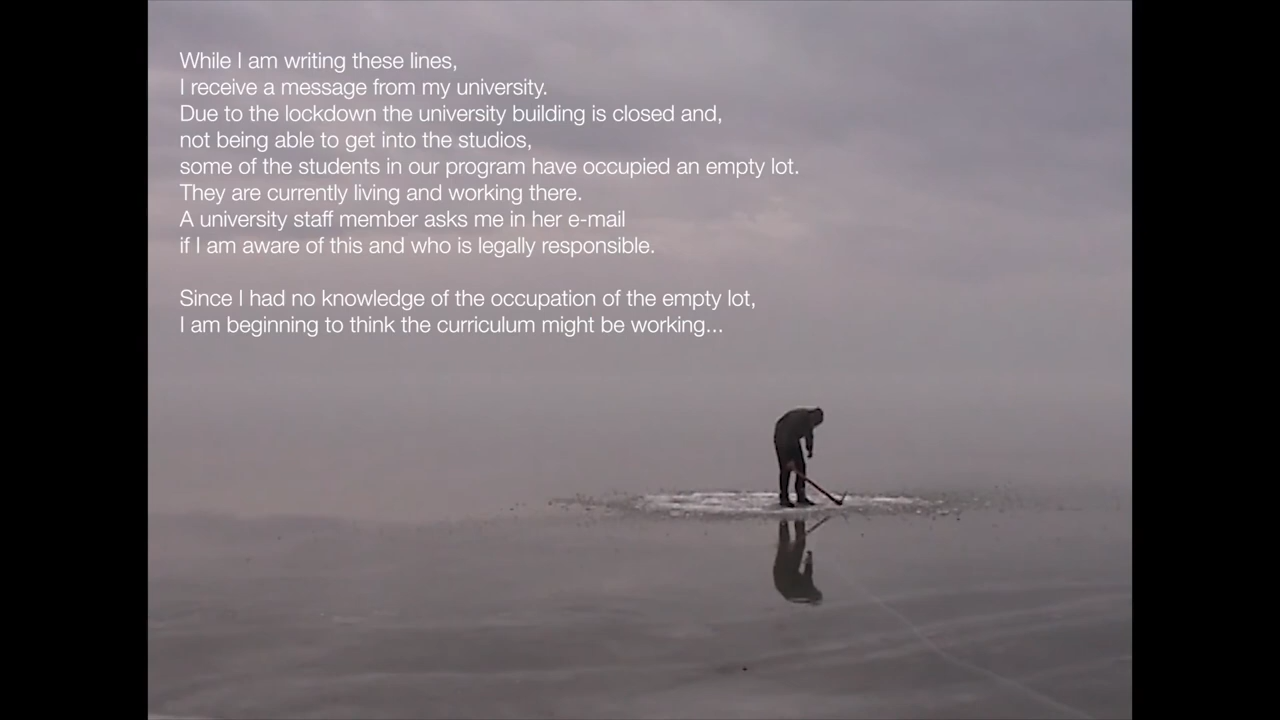 While I am writing these lines,
I receive a message from my university.
Due to the lockdown the university building is closed and,
not being able to get into the studios,
some of the students in our program have occupied an empty lot.
They are currently living and working there.
A university staff member asks me in her e-mail
if I am aware of this and who is legally responsible.
Since I had no knowledge of the occupation of the empty lot,
I am beginning to think the curriculum might be working...